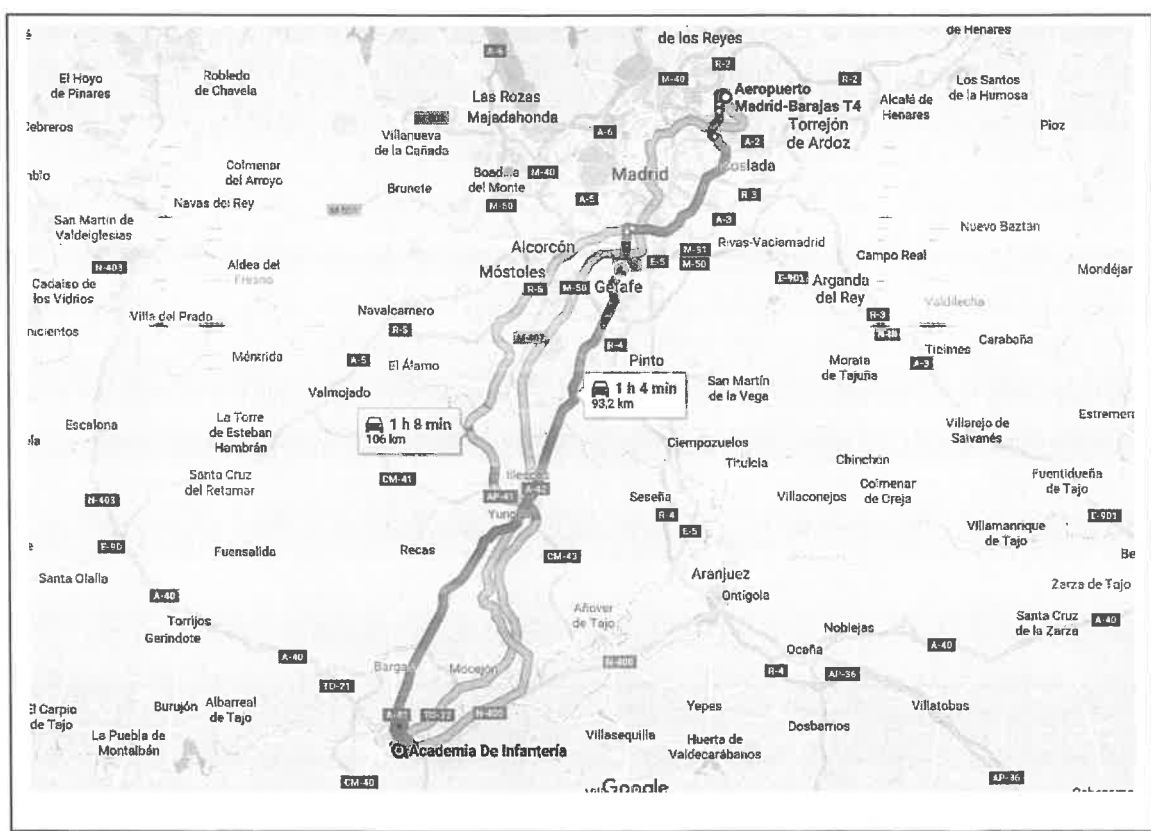 de Henares
de los Reyes
A-6
R-2
M-40
R-2
El Hoyo
de Pinares
Robledo
de Chavela
Las Rozas
Majadahonda
Aeropuerto
Madrid-Barajas T4
Torrejón
de Ardoz
Alcalá de
Henares
Los Santos
de la Humosa
Pioz
Villanueva
de la Cañada
A-6
A-2
Colmenar
del Arroyo
Brunete
Boadilla
del Monte
M-40
M-50
A-5
Madrid
Coslada
R-3
A-3
Navas del Rey
San Martín de
Valdeiglesias
N-403
Alcorcón
Móstoles
E-5
M-31
M-50
Rivas-Vaciamadrid
Nuevo Baztán
Campo Real
Mondéjar
Aldea del
Fresno
Cadalso de
los Vidrios
R-5
M-50
Getafe
E-901
Arganda
del Rey
Valdilecha
Villa del Prado
Navalcarnero
R-5
R-3
Carabaña
Méntrida
A-5
El Álamo
R-4
Pinto
Morata
de Tajuña
A-3
Valmojado
1 h 4 min
93,2 km
San Martín
de la Vega
Escalona
La Torre
de Esteban
Hambrán
1 h 8 min
106 km
Ciempozuelos
Villarejo de
Salvanés
Titulcia
Chinchón
Santa Cruz
del Retamar
CM-41
AP-41
A-42
Seseña
Villaconejos
Colmenar
de Oreja
Fuentidueña
de Tajo
N-403
R-4
E-5
E-901
Villamanrique
de Tajo
E-90
Fuensalida
Recas
CM-43
Santa Olalla
Aranjuez
Ontígola
Zarza de Tajo
A-40
Añover
de Tajo
Torrijos
Gerindote
Noblejas
Santa Cruz
de la Zarza
A-40
A-40
Bargas
Mocejón
N-400
Ocaña
A-40
TO-21
R-4
AP-36
El Carpio
de Tajo
Burujón
Albarreal
de Tajo
N-400
Yepes
Villatobas
La Puebla de
Montalbán
Academia De Infantería
Villasequilla
Huerta de
Valdecarábanos
Dosbarrios
CM-40
Google
AP-36